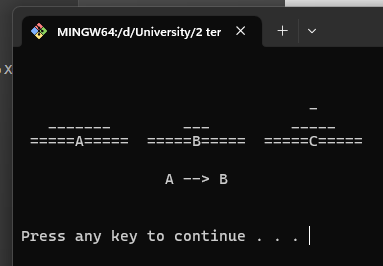 MINGW64:/d/University/2 ter
X
-
------- --- -----
=====A===== =====B===== =====C=====
A --> B
Press any key to continue . . .